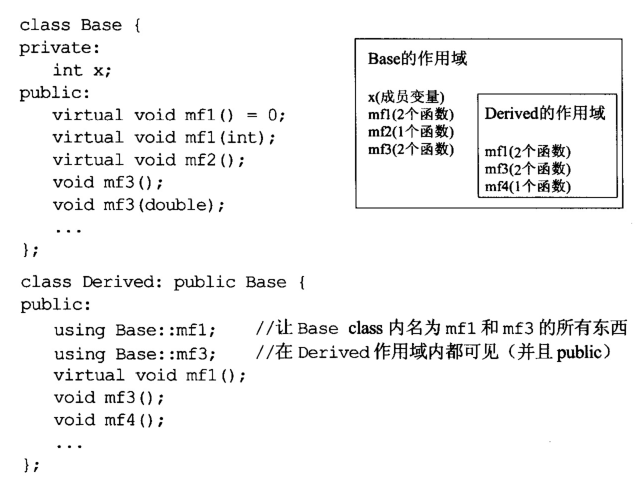 class Base {
private:
int x;
public:
virtual void mf1() = 0;
virtual void mf1(int);
virtual void mf2();
void mf3();
void mf3(double);
...
};
Base的作用域
x(成员变量)
mf1(2个函数)
mf2(1个函数)
mf3(2个函数)
Derived的作用域
mf1(2个函数)
mf3(2个函数)
mf4(1个函数)
class Derived: public Base {
public:
using Base::mf1; //让 Base class 内名为 mf1 和 mf3 的所有东西
using Base::mf3; //在 Derived 作用域内都可见（并且 public）
virtual void mf1();
void mf3();
void mf4();
...
};